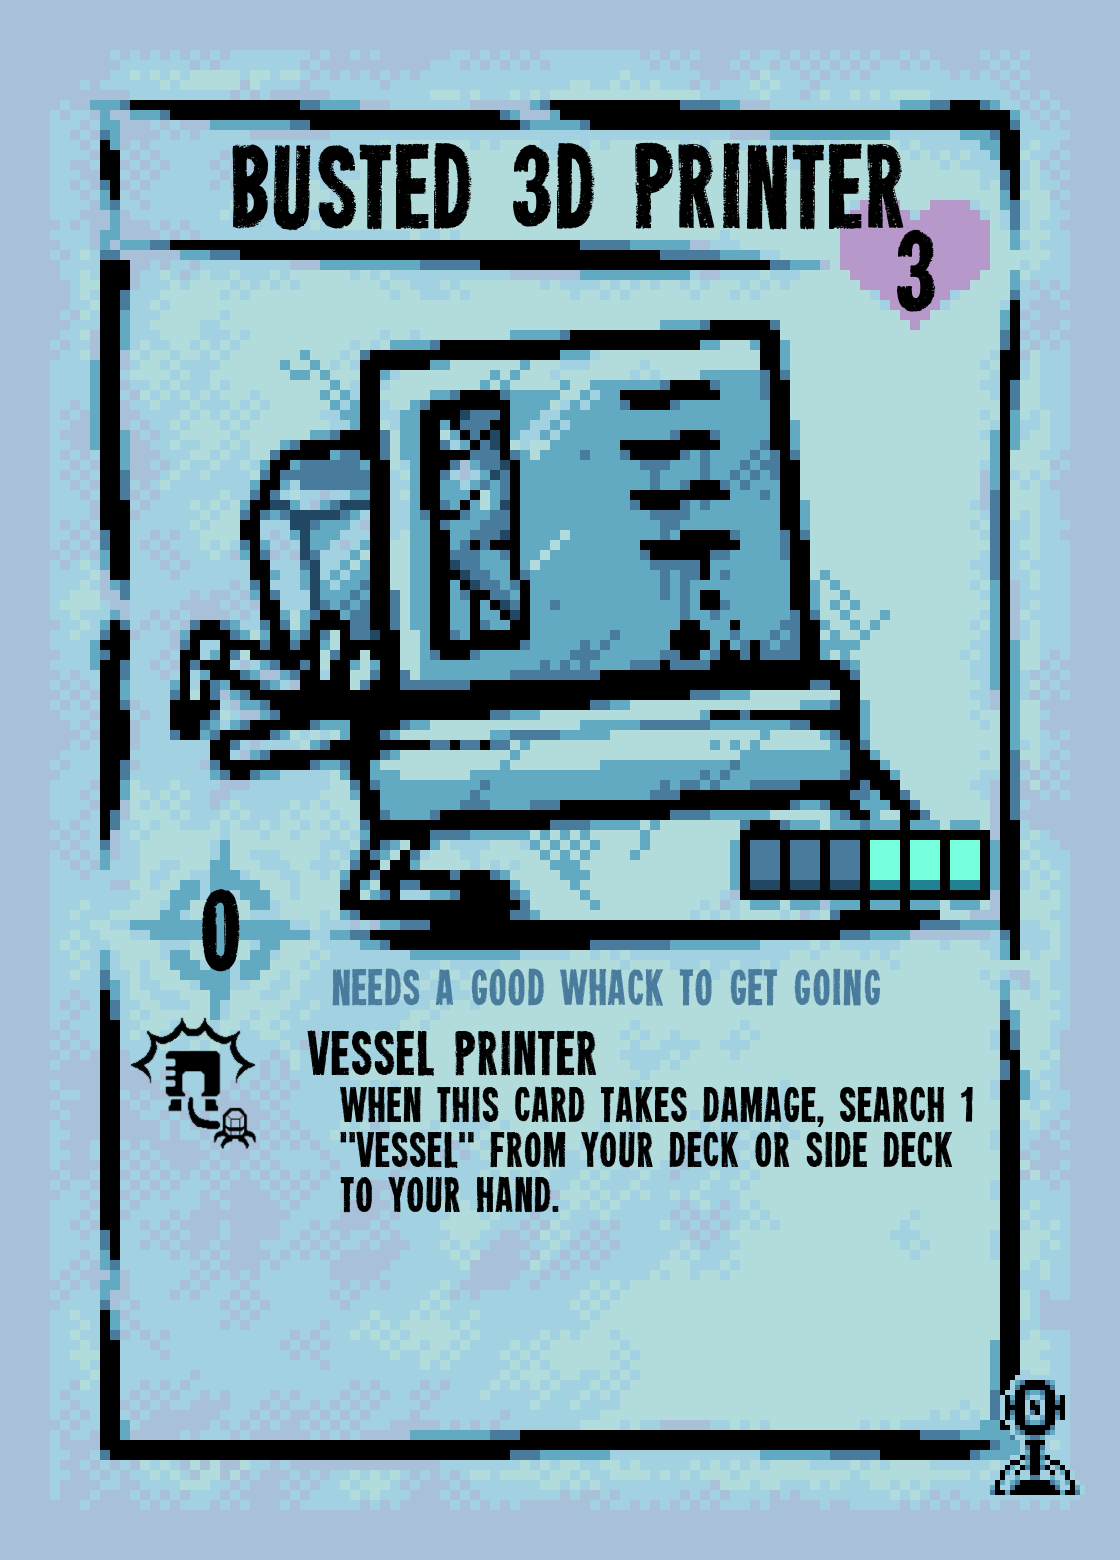 BUSTED 3D PRINTER
3
0
NEEDS A GOOD WHACK TO GET GOING
VESSEL PRINTER
WHEN THIS CARD TAKES DAMAGE, SEARCH 1
"VESSEL" FROM YOUR DECK OR SIDE DECK
TO YOUR HAND.